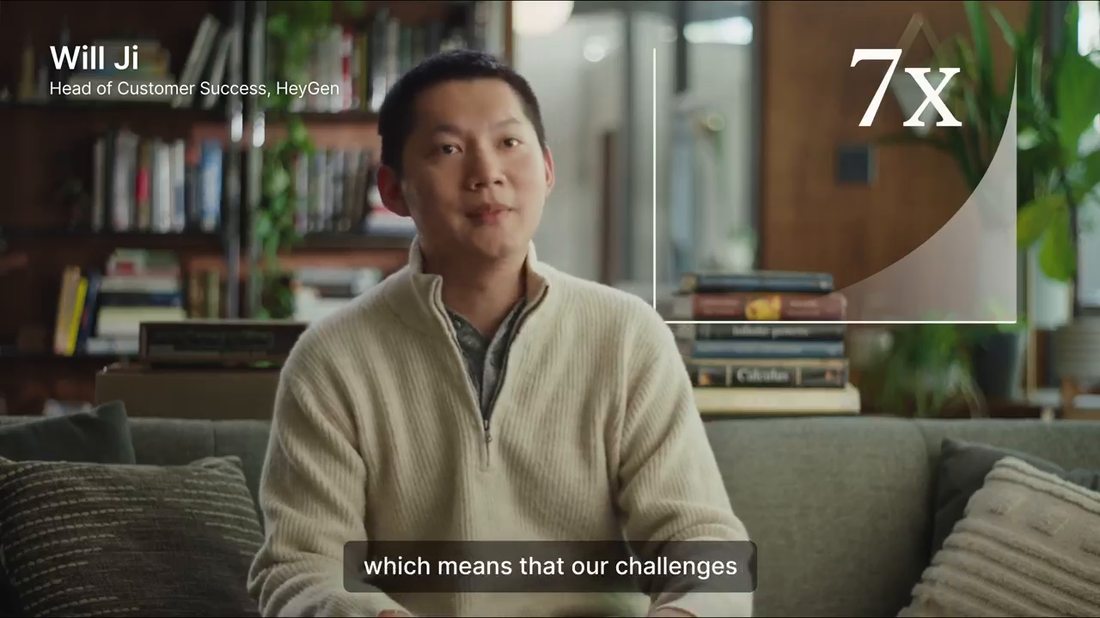 Will Ji
Head of Customer Success, HeyGen
7x
Calculus
which means that our challenges